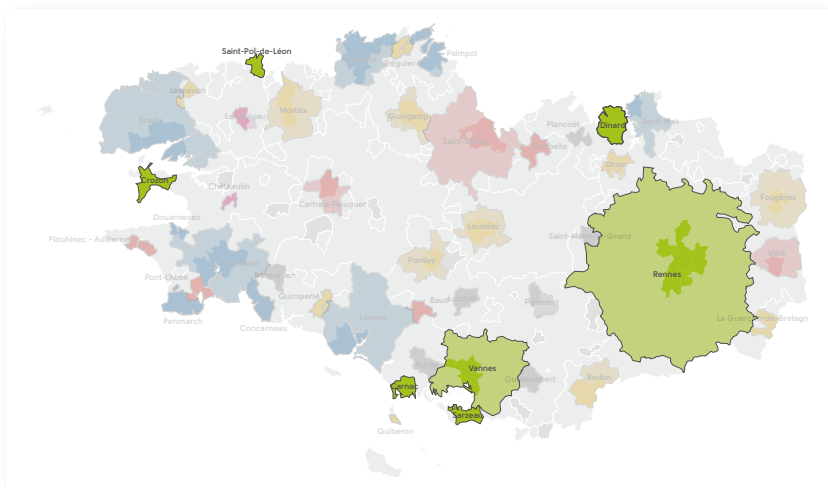 Saint-Pol-de-Léon
Paimpol
Tréguier
Lesneven
Morlaix
Brest
Guingamp
Plancoët
Dinard
Saint-Malo
Dinan
Crozon
Châteaulin
Carhaix-Plouguer
Fougères
Douarnenez
Loudéac
Plouhinec - Audierne
Saint-Méen-le-Grand
Vitré
Pontivy
Rennes
Pont-l'Abbé
Quimperlé
Baud
Ploërmel
Penmarch
Lorient
La Guerche-de-Bretagn
Concarneau
Vannes
Questembert
Redon
Carnac
Sarzeau
Quiberon